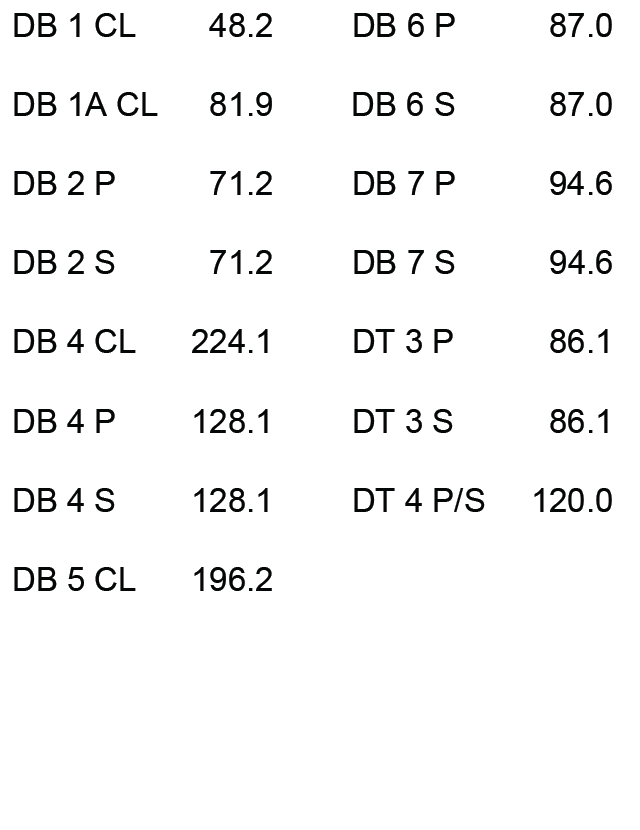 DB 1 CL 48.2 DB 6 P 87.0
DB 1A CL 81.9 DB 6 S 87.0
DB 2 P 71.2 DB 7 P 94.6
DB 2 S 71.2 DB 7 S 94.6
DB 4 CL 224.1 DT 3 P 86.1
DB 4 P 128.1 DT 3 S 86.1
DB 4 S 128.1 DT 4 P/S 120.0
DB 5 CL 196.2